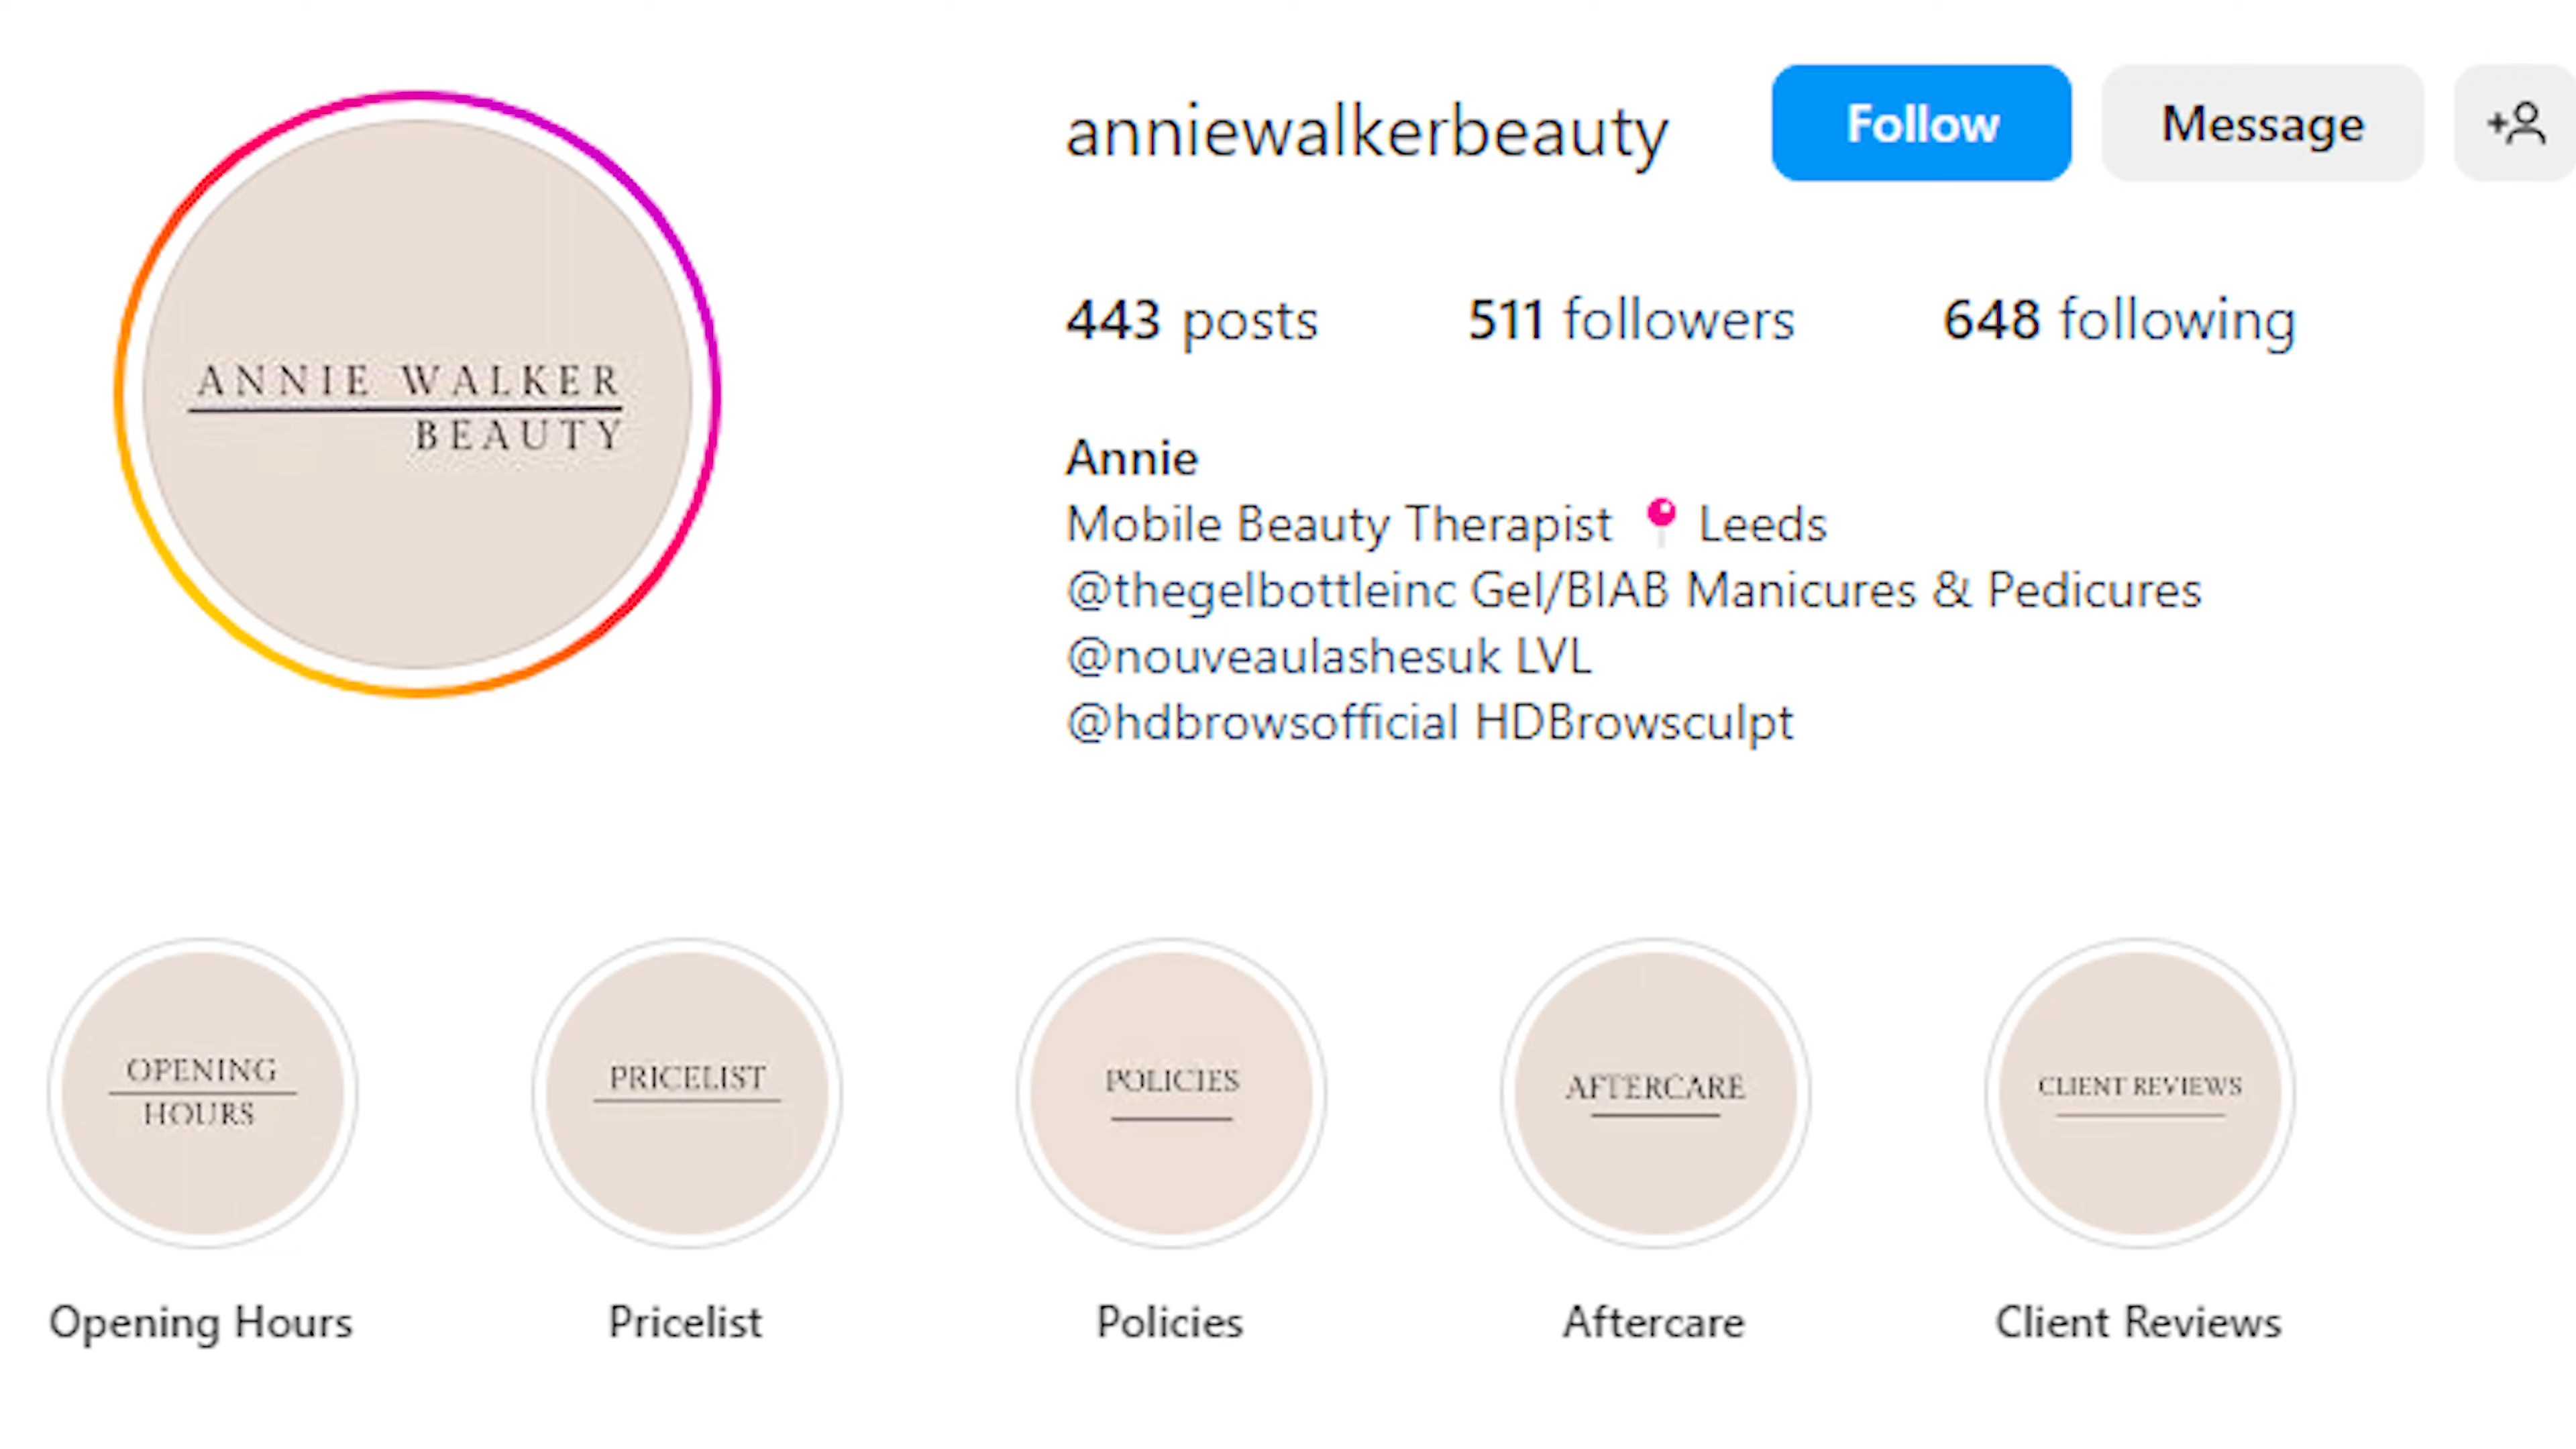 anniewalkerbeauty
Follow
Message
443 posts
511 followers
648 following
ANNIE WALKER
BEAUTY
Annie
Mobile Beauty Therapist 📍 Leeds
@thegelbottleinc Gel/BIAB Manicures & Pedicures
@nouveaulashesuk LVL
@hdbrowsofficial HDBrowsculpt
OPENING
HOURS
PRICELIST
POLICIES
AFTERCARE
CLIENT REVIEWS
Opening Hours
Pricelist
Policies
Aftercare
Client Reviews